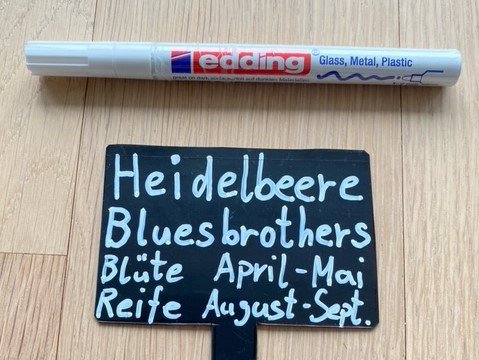 edding
Glass, Metal, Plastic
Heidelbeere
Bluesbrothers
Blüte April-Mai
Reife August-Sept.